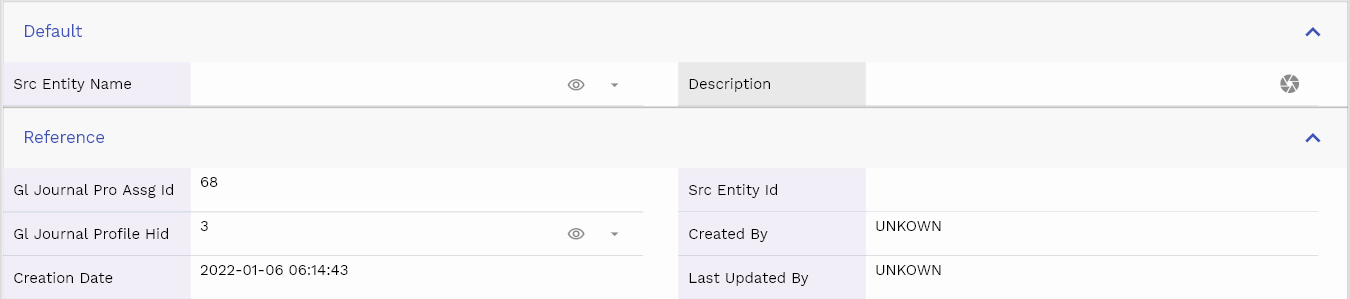 Default
Src Entity Name
Description
Reference
Gl Journal Pro Assg Id 68
Src Entity Id
Gl Journal Profile Hid 3
Created By UNKOWN
Creation Date 2022-01-06 06:14:43
Last Updated By UNKOWN